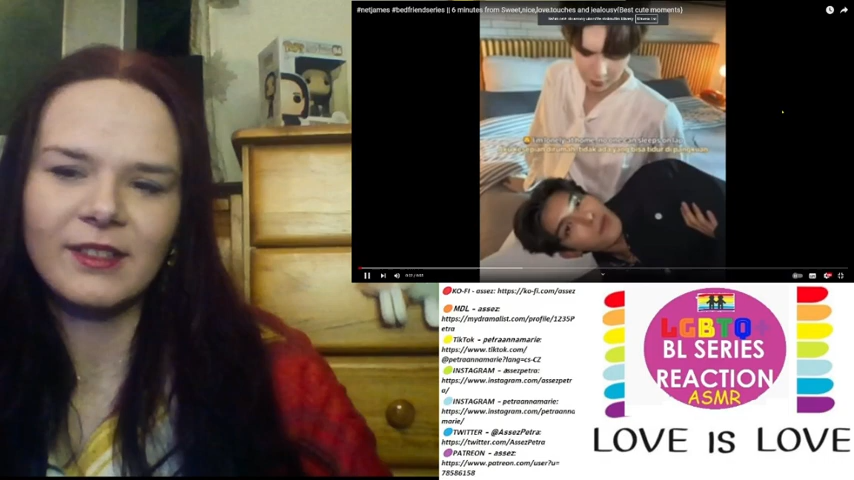 #netjames #bedfriendseries || 6 minutes from Sweet,nice,love,touches and jealousy(Best cute moments)
POP!
KO-FI - assez: https://ko-fi.com/assez
MDL – assez:
https://mydramalist.com/profile/1235P
etra
TikTok – petraannamarie:
https://www.tiktok.com/
@petraannamarie?lang=cs-CZ
INSTAGRAM – assezpetra:
https://www.instagram.com/assezpetr
a/
INSTAGRAM – petraannamarie:
https://www.instagram.com/petraanna
marie/
TWITTER – @AssezPetra:
https://twitter.com/AssezPetra
PATREON – assez:
https://www.patreon.com/user?u=
78586158
LGBTQ+
BL SERIES
REACTION
ASMR
LOVE IS LOVE